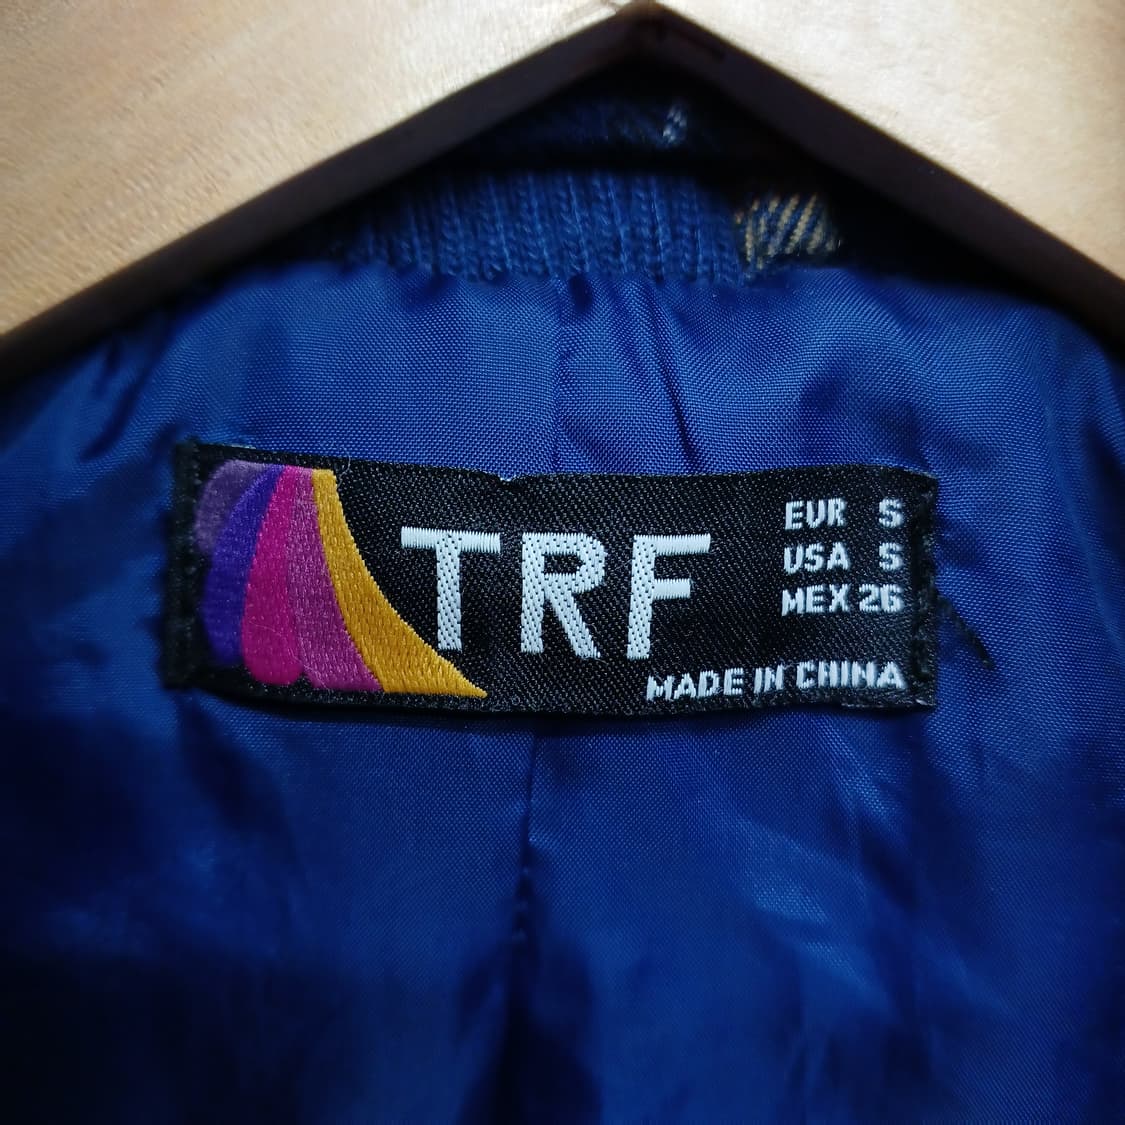 TRF
EUR S
USA S
MEX 26
MADE IN CHINA